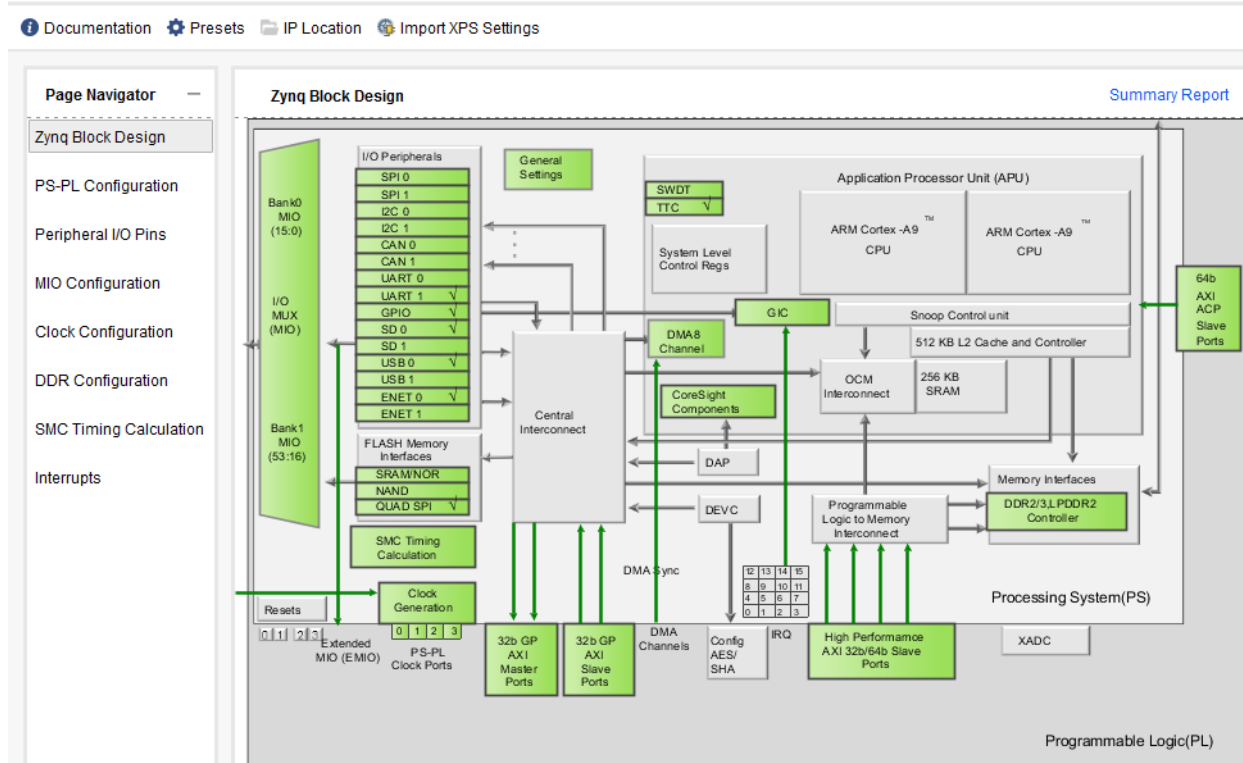 Documentation Presets IP Location Import XPS Settings
Page Navigator
Zynq Block Design
PS-PL Configuration
Peripheral I/O Pins
MIO Configuration
Clock Configuration
DDR Configuration
SMC Timing Calculation
Interrupts
Zynq Block Design
Summary Report
Bank0
MIO
(15:0)
I/O
MUX
(MIO)
Bank1
MIO
(53:16)
I/O Peripherals
SPI 0
SPI 1
I2C 0
I2C 1
CAN 0
CAN 1
UART 0
UART 1 √
GPIO √
SD 0 √
SD 1
USB 0 √
USB 1
ENET 0 √
ENET 1
FLASH Memory
Interfaces
SRAM/NOR
NAND
QUAD SPI √
SMC Timing
Calculation
General
Settings
Application Processor Unit (APU)
SWDT
TTC √
System Level
Control Regs
ARM Cortex -A9 TM
CPU
ARM Cortex -A9 TM
CPU
GIC
Snoop Control unit
512 KB L2 Cache and Controller
DMA8
Channel
OCM
Interconnect
256 KB
SRAM
CoreSight
Components
Central
Interconnect
DAP
DEVC
Programmable
Logic to Memory
Interconnect
Memory Interfaces
DDR2/3,LPDDR2
Controller
64b
AXI
ACP
Slave
Ports
DMA Sync
12 13 14 15
8 9 10 11
4 5 6 7
0 1 2 3
IRQ
Processing System(PS)
Resets
0 1 2 3
Clock
Generation
0 1 2 3
Extended
MIO (EMIO)
PS-PL
Clock Ports
32b GP
AXI
Master
Ports
32b GP
AXI
Slave
Ports
DMA
Channels
Config
AES/
SHA
High Performamce
AXI 32b/64b Slave
Ports
XADC
Programmable Logic(PL)